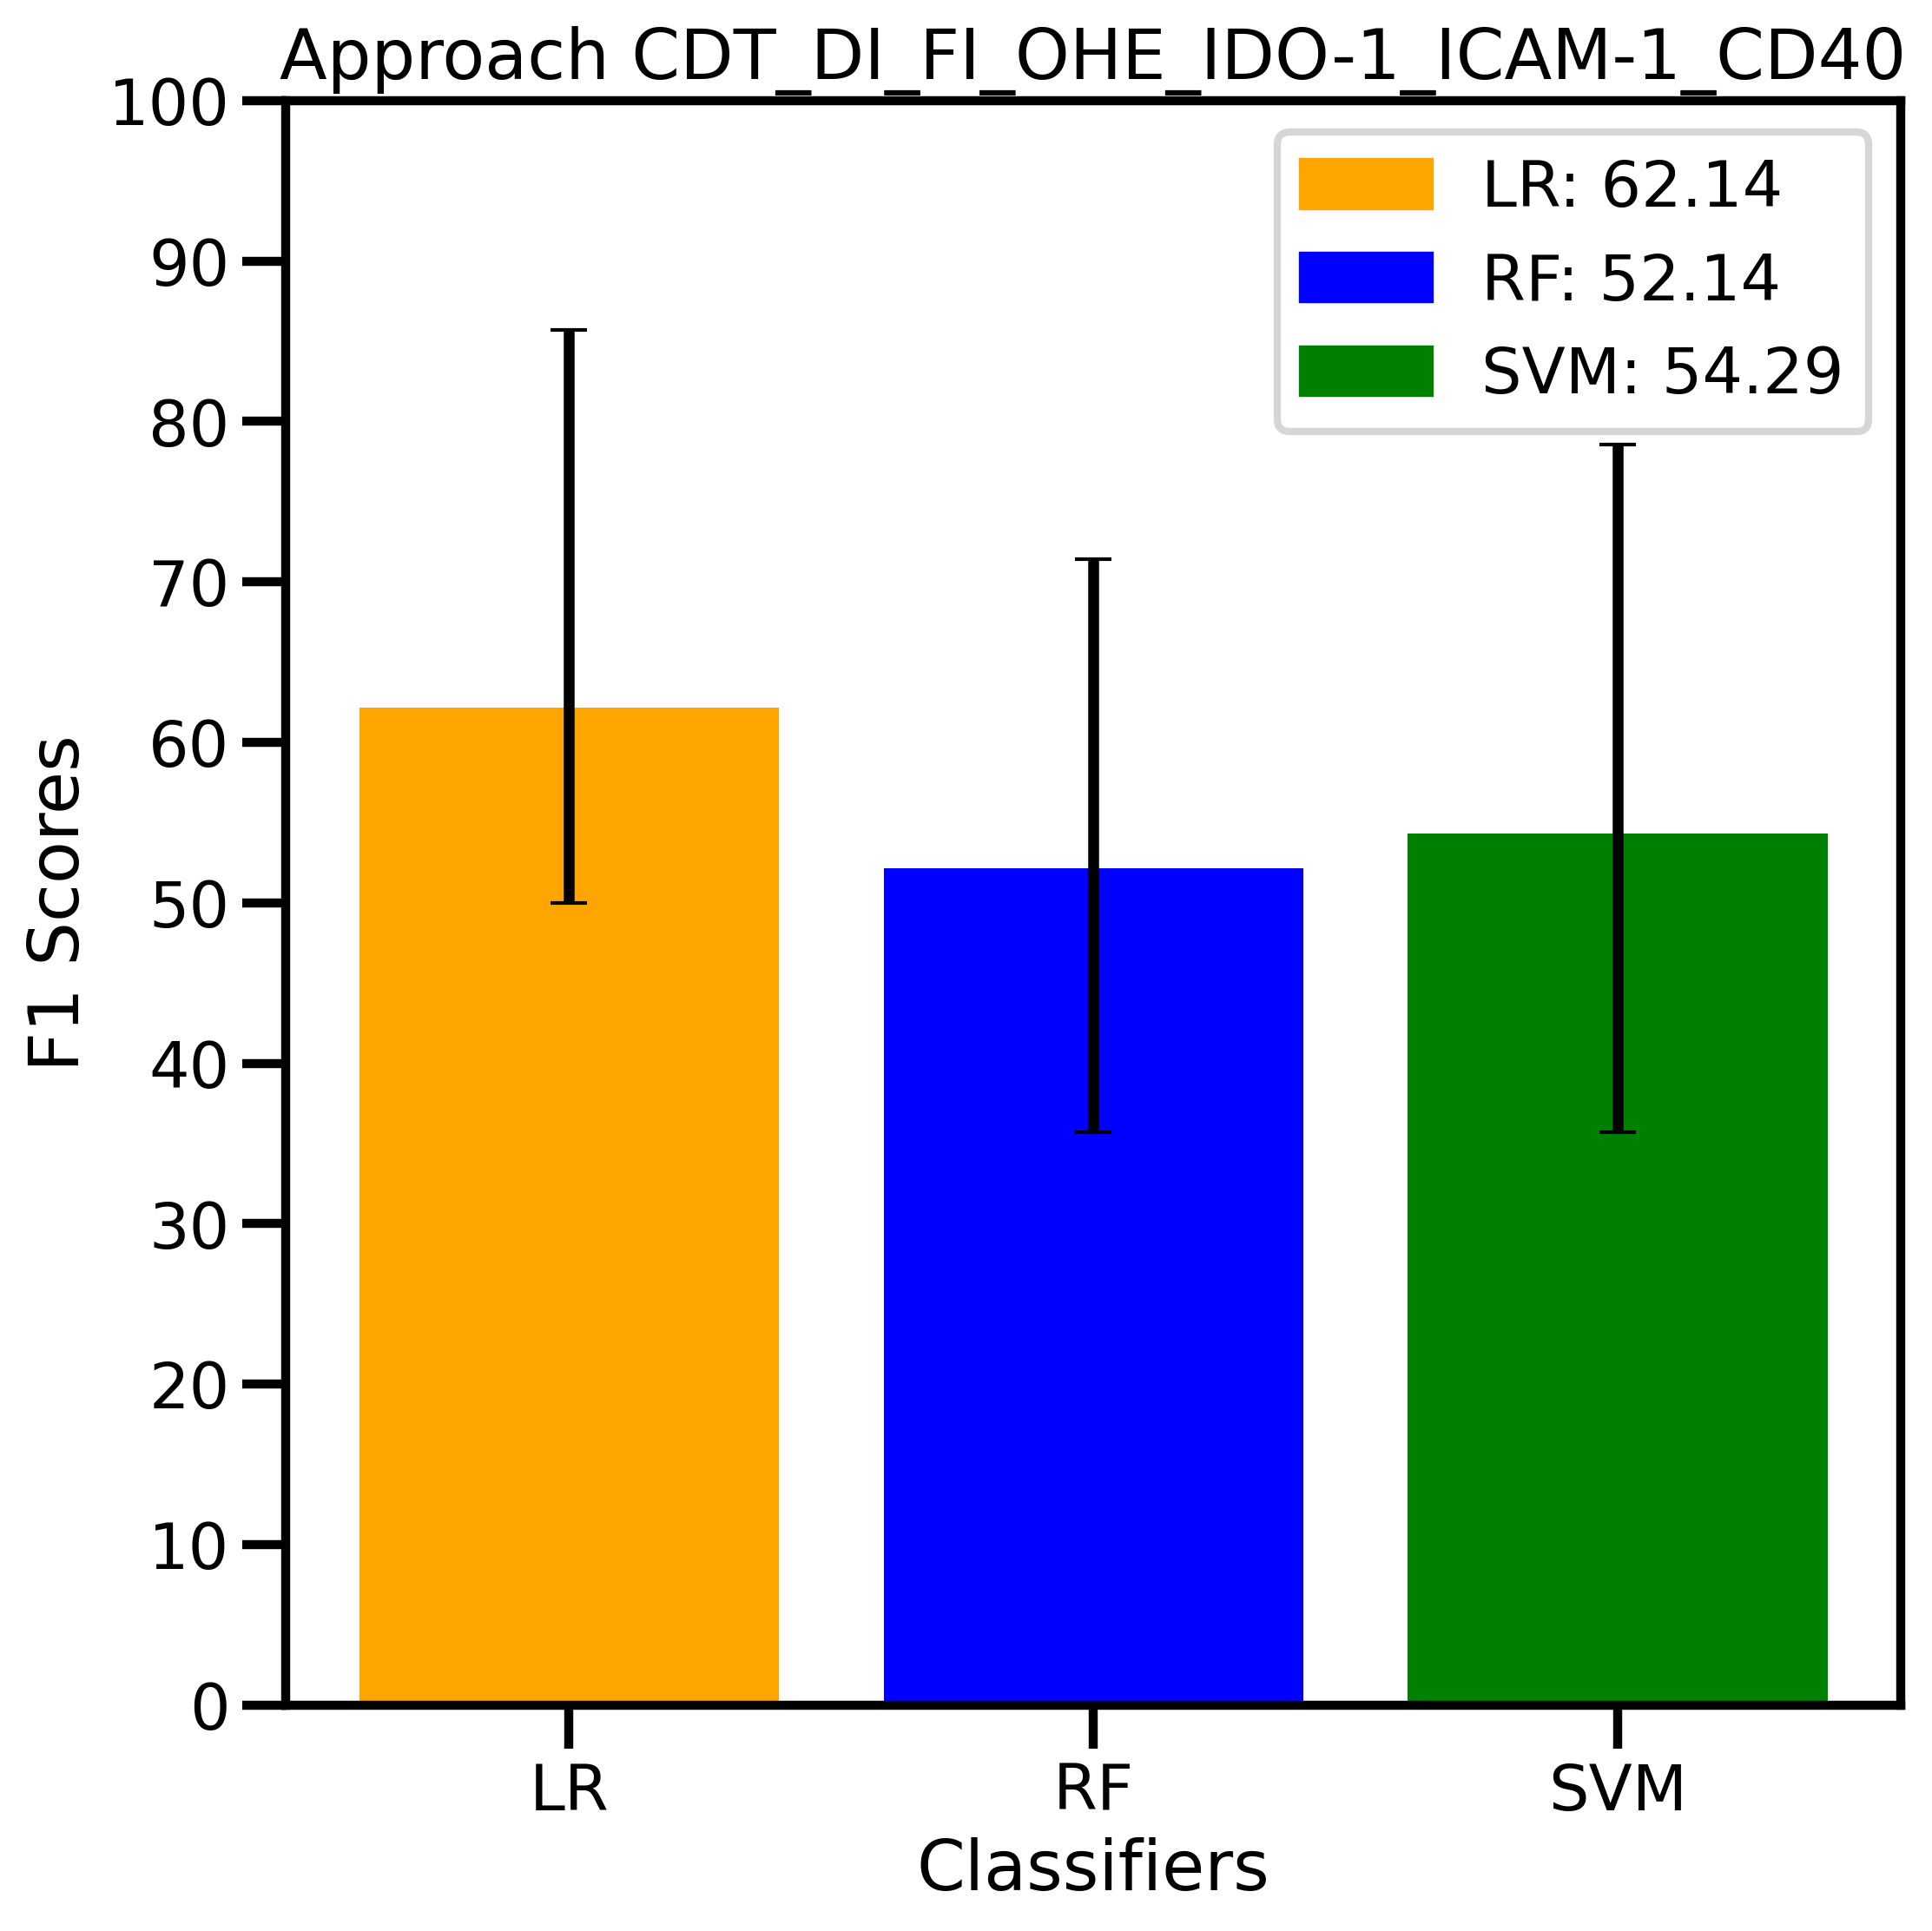 Approach CDT_DI_FI_OHE_IDO-1_ICAM-1_CD40
100
90
80
70
60
50
40
30
20
10
0
F1 Scores
LR: 62.14
RF: 52.14
SVM: 54.29
LR RF SVM
Classifiers